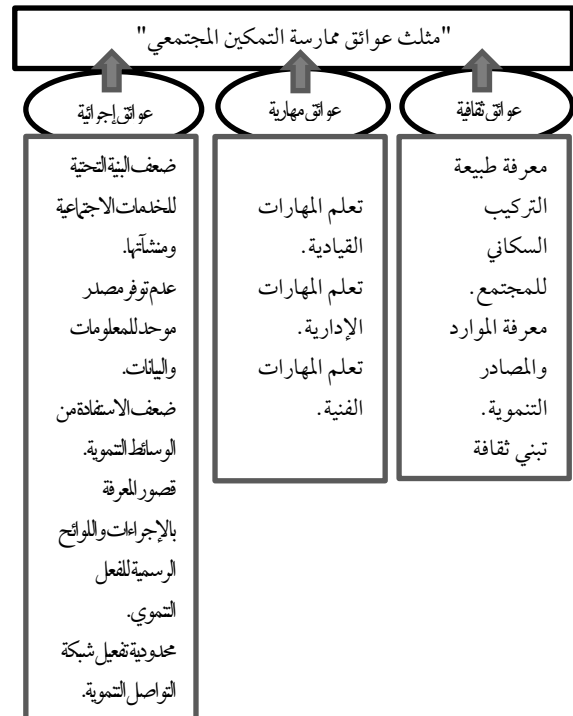 "مثلث عوائق ممارسة التمكين المجتمعي"
عوائق ثقافية
معرفة طبيعة
التركيب
السكاني
للمجتمع.
معرفة الموارد
والمصادر
التنموية.
تبني ثقافة
عوائق مهارية
تعلم المهارات
القيادية.
تعلم المهارات
الإدارية.
تعلم المهارات
الفنية.
عوائق إجرائية
ضعف البنية التحتية
للخدمات الاجتماعية
ومنشآتها.
عدم توفر مصدر
موحد للمعلومات
والبيانات.
ضعف الاستفادة من
الوسائط التنموية.
قصور المعرفة
بالإجراءات واللوائح
الرسمية للفعل
التنموي.
محدودية تفعيل شبكة
التواصل التنموية.